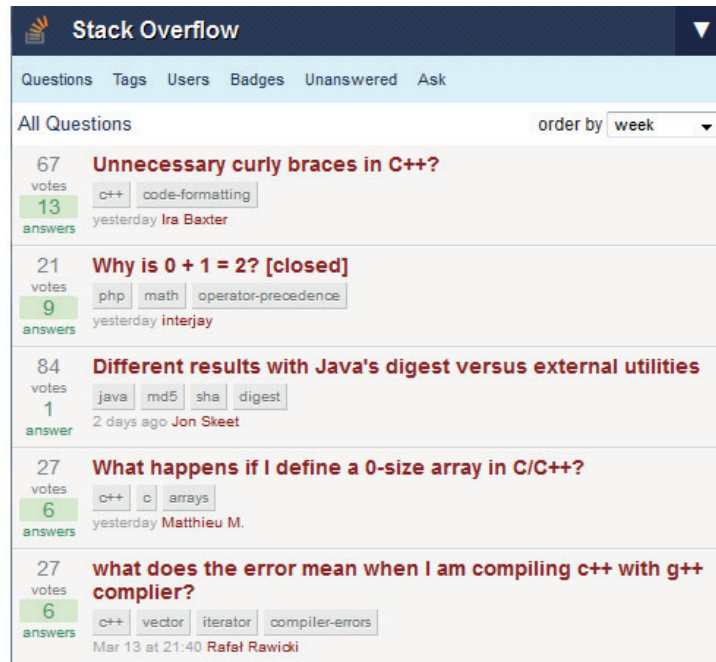 Stack Overflow
Questions Tags Users Badges Unanswered Ask
All Questions order by week
67 votes
13 answers
Unnecessary curly braces in C++?
c++ code-formatting
yesterday Ira Baxter
21 votes
9 answers
Why is 0 + 1 = 2? [closed]
php math operator-precedence
yesterday interjay
84 votes
1 answer
Different results with Java's digest versus external utilities
java md5 sha digest
2 days ago Jon Skeet
27 votes
6 answers
What happens if I define a 0-size array in C/C++?
c++ c arrays
yesterday Matthieu M.
27 votes
6 answers
what does the error mean when I am compiling c++ with g++
complier?
c++ vector iterator compiler-errors
Mar 13 at 21:40 Rafał Rawicki